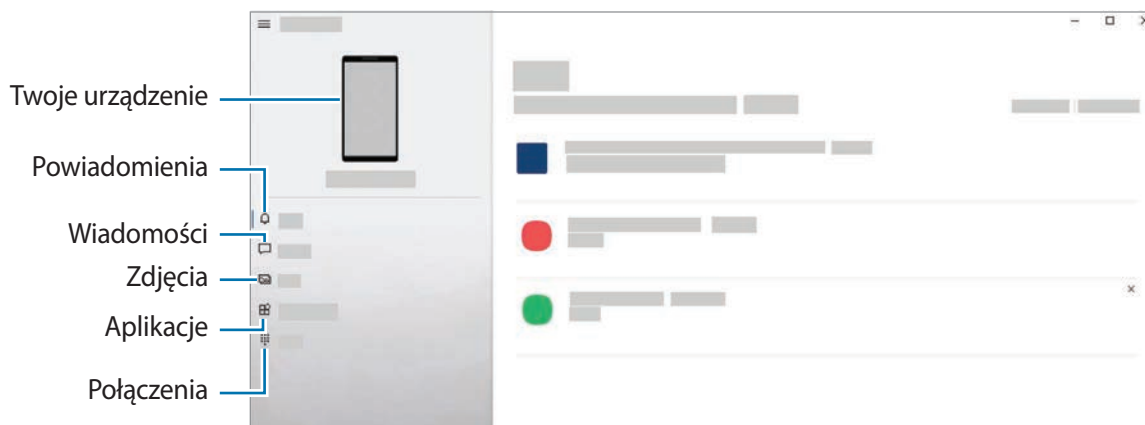 Twoje urządzenie
Powiadomienia
Wiadomości
Zdjęcia
Aplikacje
Połączenia